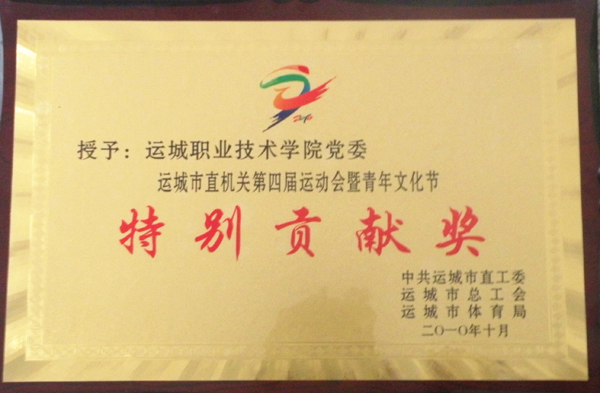 授予：运城职业技术学院党委
运城市直机关第四届运动会暨青年文化节
特别贡献奖
中共运城市直工委
运城市总工会
运城市体育局
二〇一〇年十月